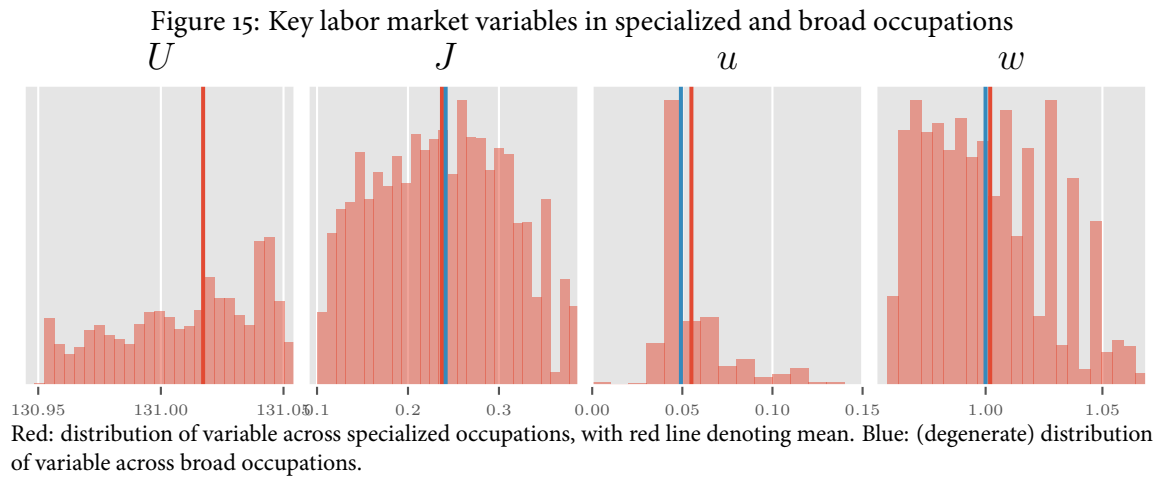 Figure 15: Key labor market variables in specialized and broad occupations
U J u w
130.95 131.00 131.05 0.1 0.2 0.3 0.00 0.05 0.10 0.15 1.00 1.05
Red: distribution of variable across specialized occupations, with red line denoting mean. Blue: (degenerate) distribution
of variable across broad occupations.